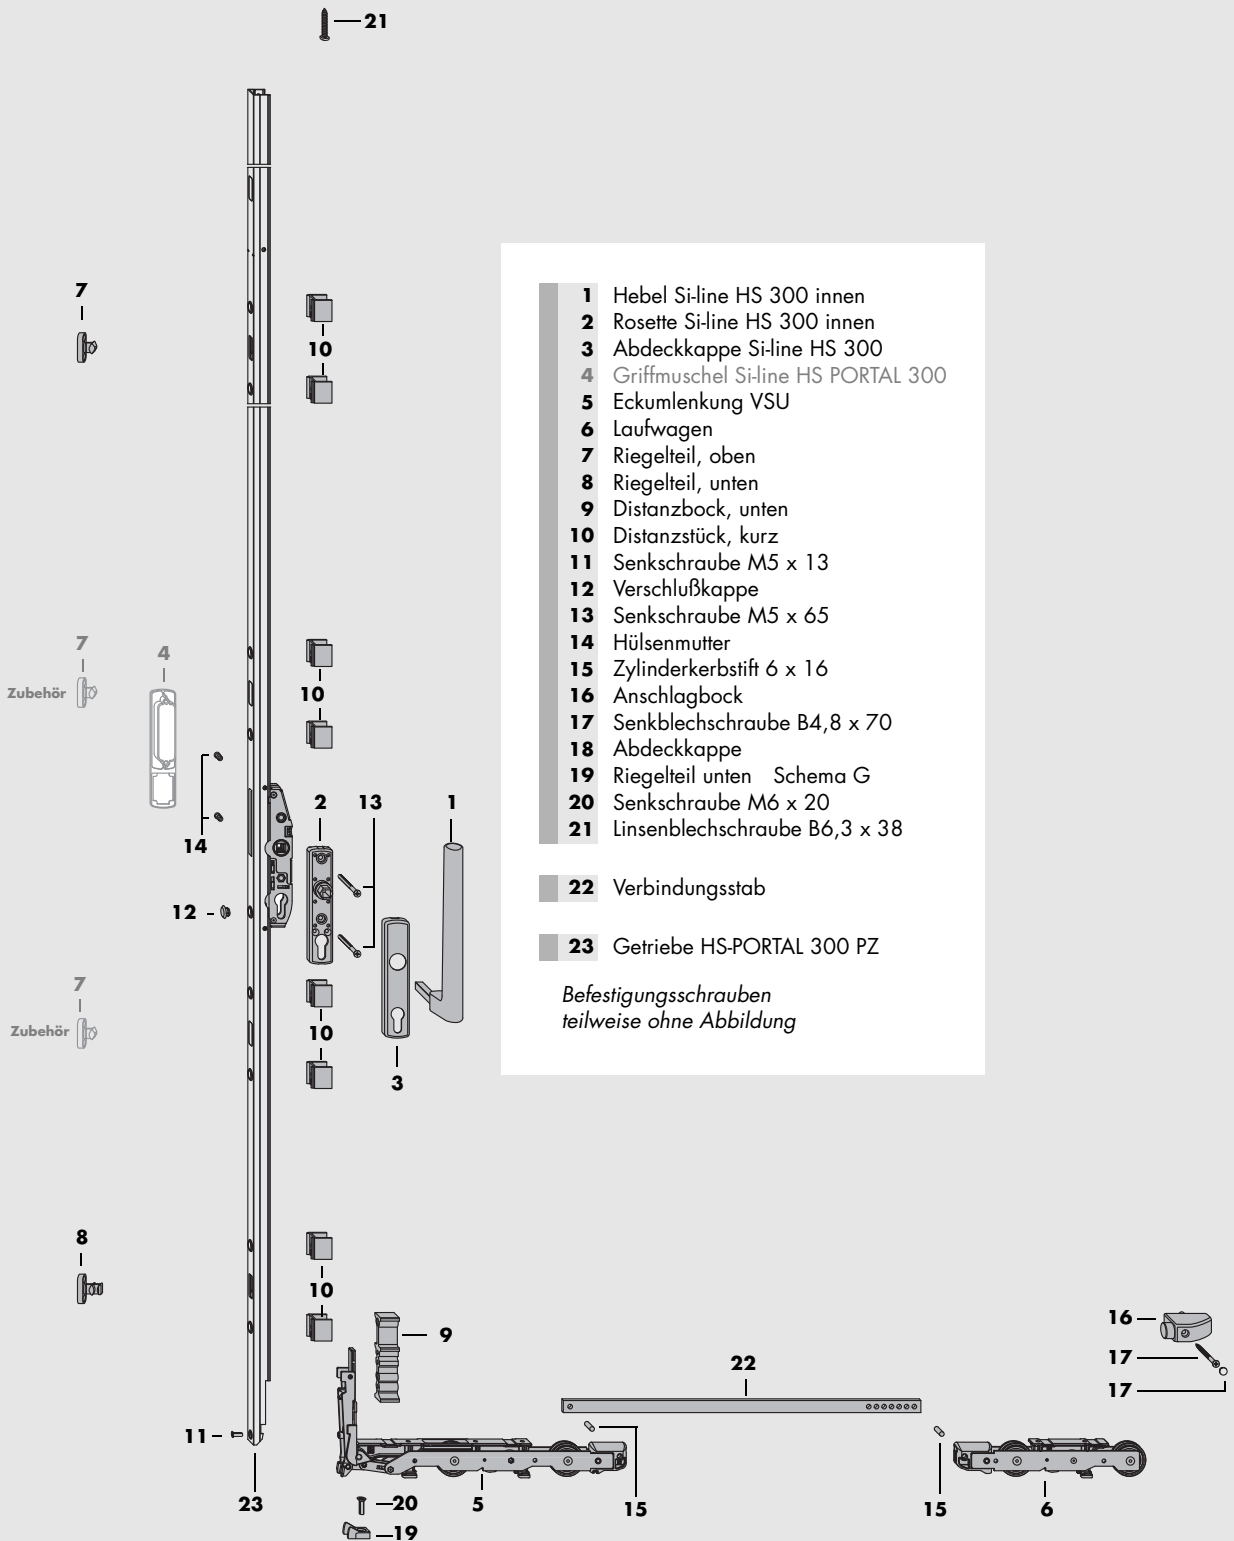 21
7
10
1 Hebel Si-line HS 300 innen
2 Rosette Si-line HS 300 innen
3 Abdeckkappe Si-line HS 300
4 Griffmuschel Si-line HS PORTAL 300
5 Eckumlenkung VSU
6 Laufwagen
7 Riegelteil, oben
8 Riegelteil, unten
9 Distanzbock, unten
10 Distanzstück, kurz
11 Senkschraube M5 x 13
12 Verschlußkappe
13 Senkschraube M5 x 65
14 Hülsenmutter
15 Zylinderkerbstift 6 x 16
16 Anschlagbock
17 Senkblechschraube B4,8 x 70
18 Abdeckkappe
19 Riegelteil unten Schema G
20 Senkschraube M6 x 20
21 Linsenblechschraube B6,3 x 38
22 Verbindungsstab
23 Getriebe HS-PORTAL 300 PZ
Befestigungsschrauben
teilweise ohne Abbildung
7
4
Zubehör
10
2
13
1
14
12
7
Zubehör
10
3
8
10
9
16
17
17
22
11
23
20
19
5
15
15
6